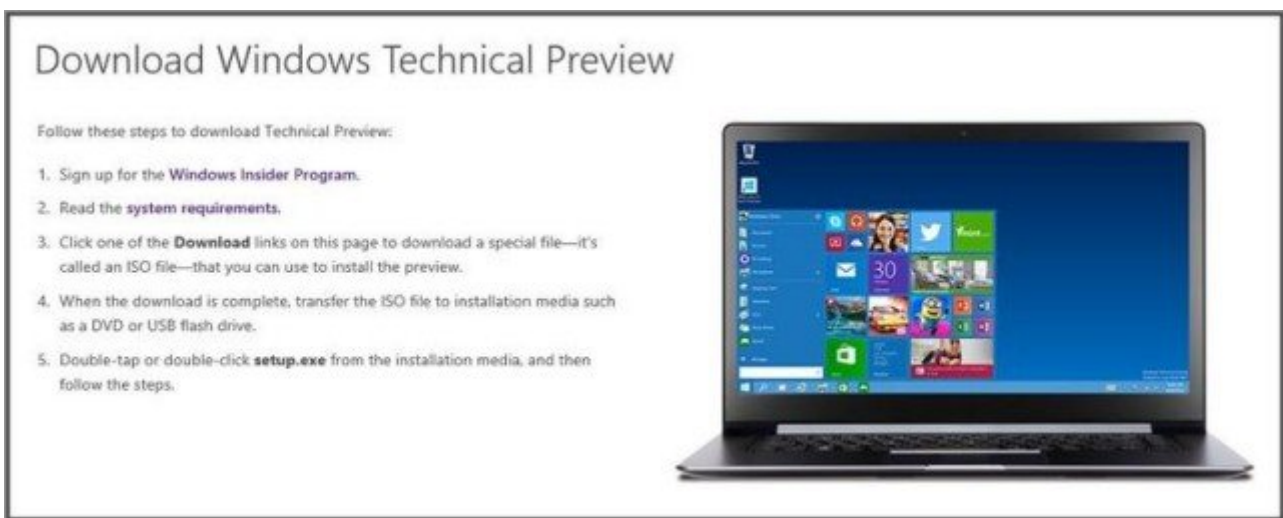 Download Windows Technical Preview
Follow these steps to download Technical Preview:
1. Sign up for the Windows Insider Program.
2. Read the system requirements.
3. Click one of the Download links on this page to download a special file—it's
called an ISO file—that you can use to install the preview.
4. When the download is complete, transfer the ISO file to installation media such
as a DVD or USB flash drive.
5. Double-tap or double-click setup.exe from the installation media, and then
follow the steps.
30